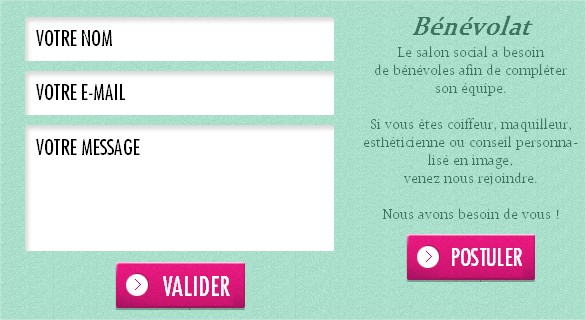 VOTRE NOM
VOTRE E-MAIL
VOTRE MESSAGE
VALIDER
Bénévolat
Le salon social a besoin
de bénévoles afin de compléter
son équipe.
Si vous êtes coiffeur, maquilleur,
esthéticienne ou conseil personna-
lisé en image,
venez nous rejoindre.
Nous avons besoin de vous !
POSTULER